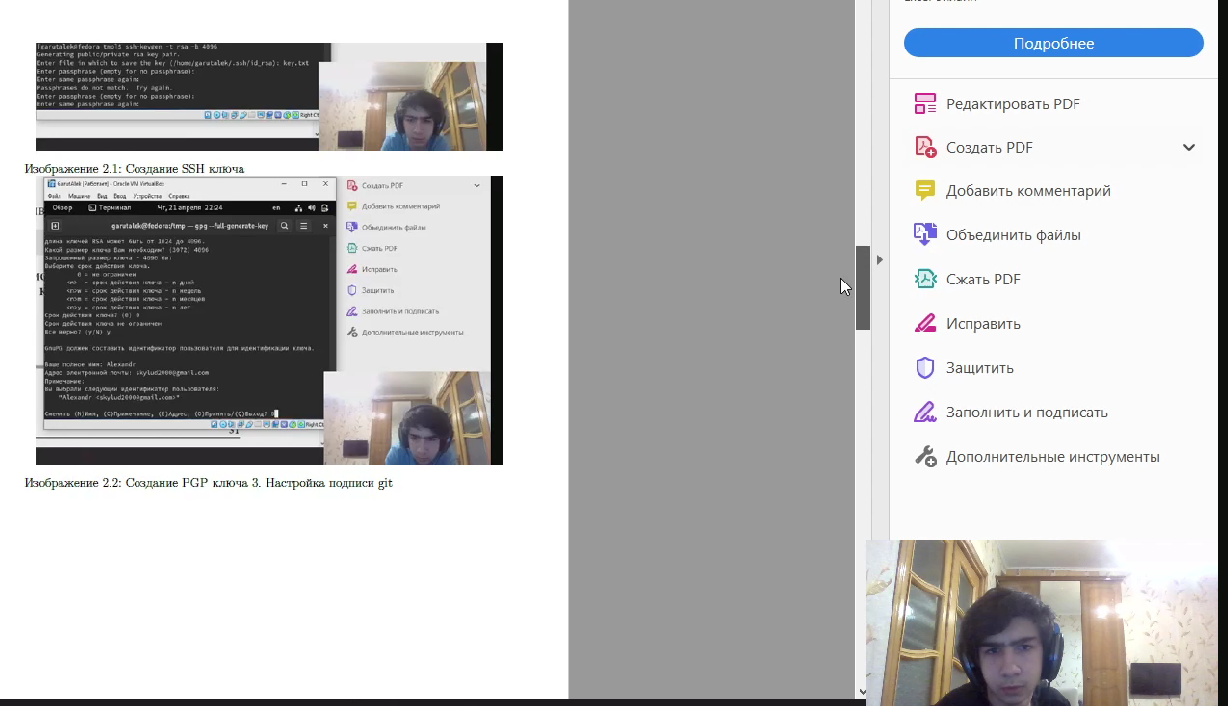 Подробнее
Редактировать PDF
Создать PDF
Добавить комментарий
Объединить файлы
Сжать PDF
Исправить
Защитить
Заполнить и подписать
Дополнительные инструменты
[garutalek@fedora tmp]$ ssh-keygen -t rsa -b 4096
Generating public/private rsa key pair.
Enter file in which to save the key (/home/garutalek/.ssh/id_rsa): key.txt
Enter passphrase (empty for no passphrase):
Enter same passphrase again:
Passphrases do not match. Try again.
Enter passphrase (empty for no passphrase):
Enter same passphrase again:
Изображение 2.1: Создание SSH ключа
GarutAlek [Работает] - Oracle VM VirtualBox
Файл Машина Вид Ввод Устройства Справка
Обзор Терминал Чт, 21 апреля 22:24 en
garutalek@fedora:/tmp — gpg --full-generate-key
длина ключей RSA может быть от 1024 до 4096.
Какой размер ключа Вам необходим? (3072) 4096
Запрошенный размер ключа - 4096 бит
Выберите срок действия ключа.
0 = не ограничен
<n> = срок действия ключа - n дней
<n>w = срок действия ключа - n недель
<n>m = срок действия ключа - n месяцев
<n>y = срок действия ключа - n лет
Срок действия ключа? (0) 0
Срок действия ключа не ограничен
Все верно? (y/N) y
GnuPG должен составить идентификатор пользователя для идентификации ключа.
Ваше полное имя: Alexandr
Адрес электронной почты: skylud2000@gmail.com
Примечание:
Вы выбрали следующий идентификатор пользователя:
"Alexandr <skylud2000@gmail.com>"
Сменить (N)Имя, (C)Примечание, (E)Адрес; (O)Принять/(Q)Выход?
31
Создать PDF
Добавить комментарий
Объединить файлы
Сжать PDF
Исправить
Защитить
Заполнить и подписать
Дополнительные инструменты
Изображение 2.2: Создание PGP ключа 3. Настройка подписи git